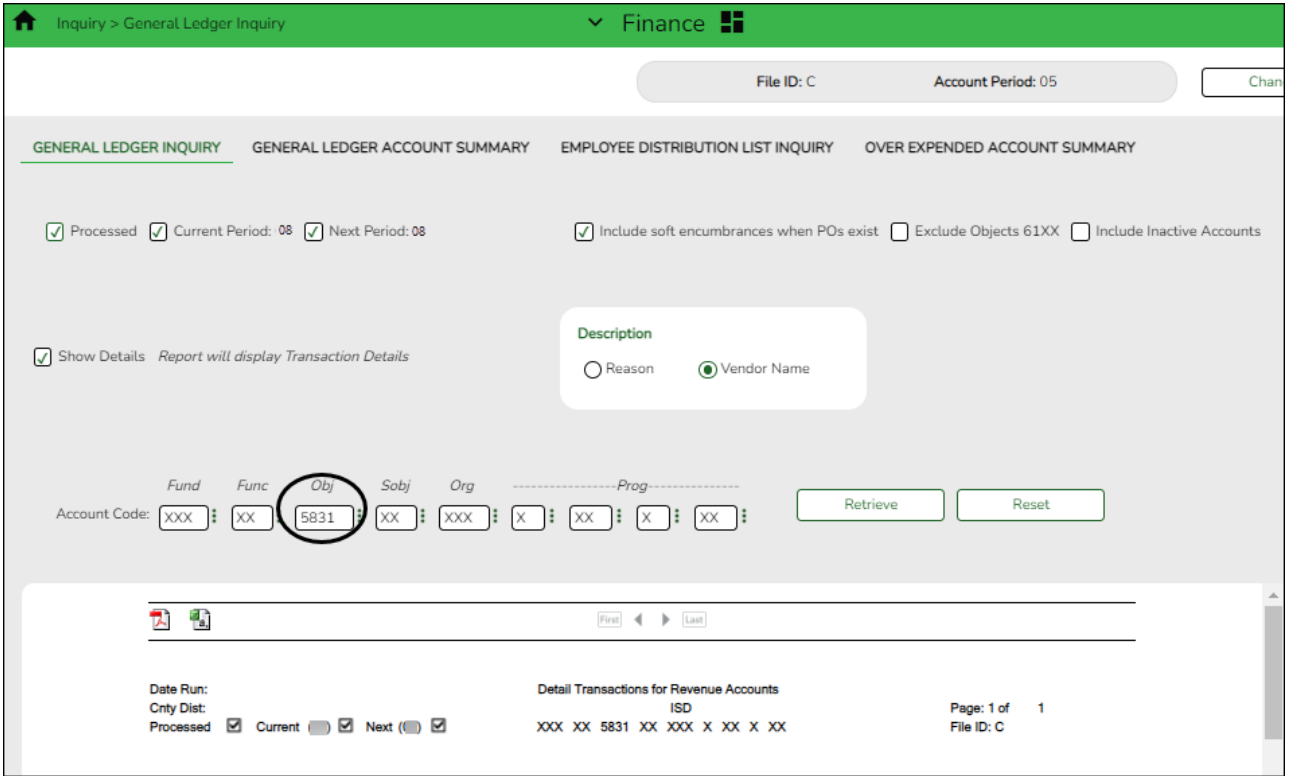 Inquiry > General Ledger Inquiry
Finance
File ID: C
Account Period: 05
Chan
GENERAL LEDGER INQUIRY
GENERAL LEDGER ACCOUNT SUMMARY
EMPLOYEE DISTRIBUTION LIST INQUIRY
OVER EXPENDED ACCOUNT SUMMARY
Processed
Current Period: 08
Next Period: 08
Include soft encumbrances when POs exist
Exclude Objects 61XX
Include Inactive Accounts
Show Details Report will display Transaction Details
Description
Reason
Vendor Name
Fund Func Obj Sobj Org -----------------Prog---------------
Account Code: XXX XX 5831 XX XXX X XX X XX
Retrieve
Reset
First
Last
Date Run:
Detail Transactions for Revenue Accounts
Cnty Dist:
ISD
Page: 1 of 1
Processed Current ( ) Next ( )
XXX XX 5831 XX XXX X XX X XX
File ID: C